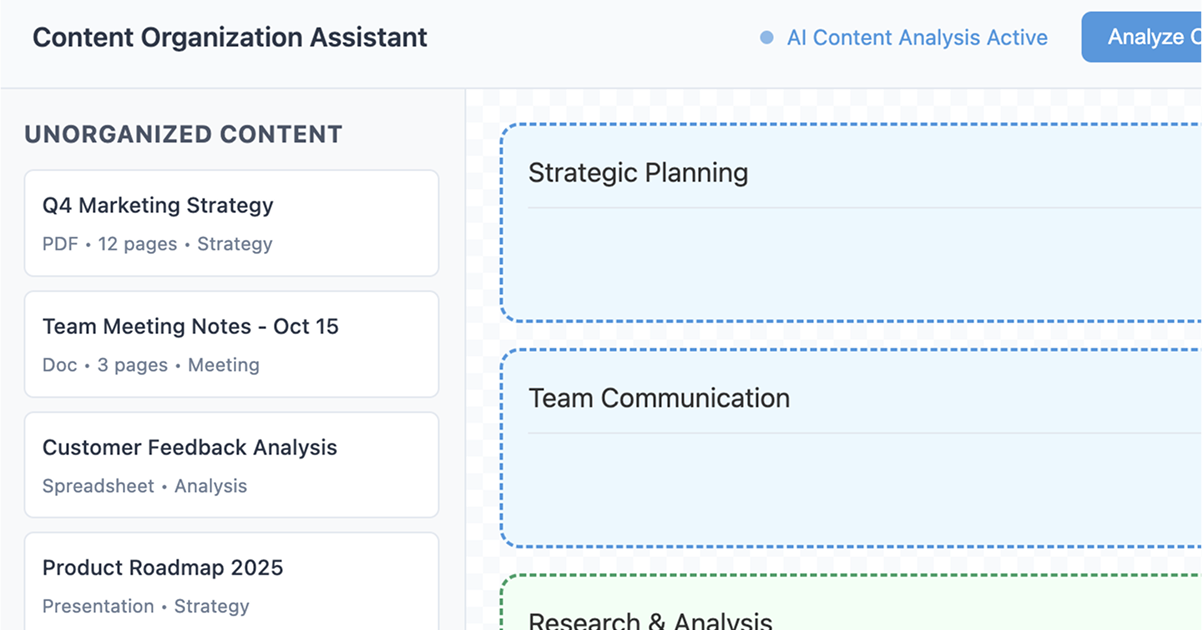 Content Organization Assistant
AI Content Analysis Active
Analyze
UNORGANIZED CONTENT
Q4 Marketing Strategy
PDF • 12 pages • Strategy
Team Meeting Notes - Oct 15
Doc • 3 pages • Meeting
Customer Feedback Analysis
Spreadsheet • Analysis
Product Roadmap 2025
Presentation • Strategy
Strategic Planning
Team Communication
Research & Analysis